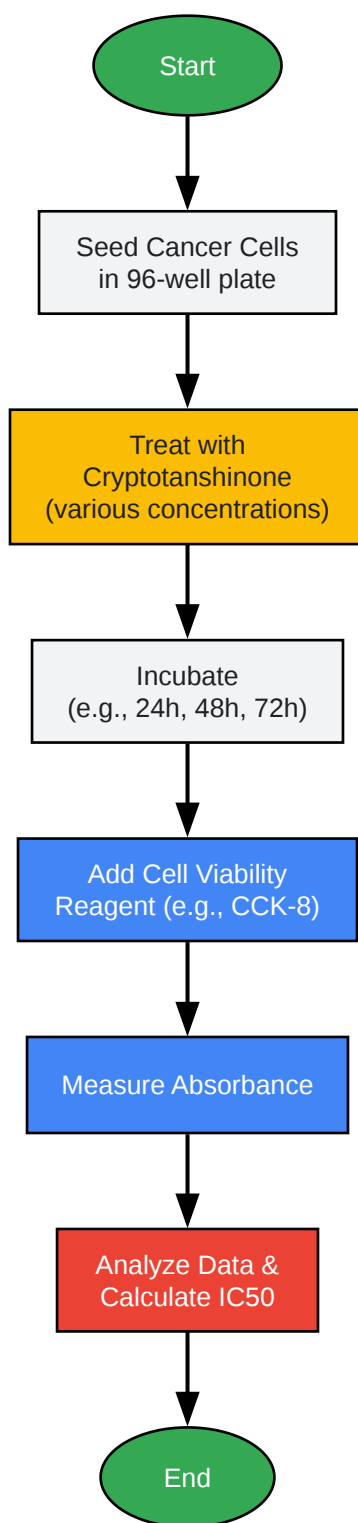 Start
Seed Cancer Cells
in 96-well plate
Treat with
Cryptotanshinone
(various concentrations)
Incubate
(e.g., 24h, 48h, 72h)
Add Cell Viability
Reagent (e.g., CCK-8)
Measure Absorbance
Analyze Data &
Calculate IC50
End